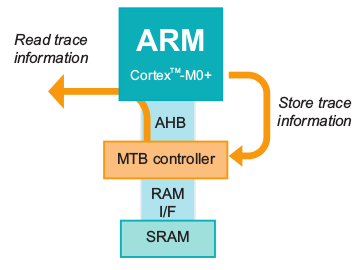 Read trace
information
ARM
Cortex™-M0+
Store trace
information
AHB
MTB controller
RAM
I/F
SRAM